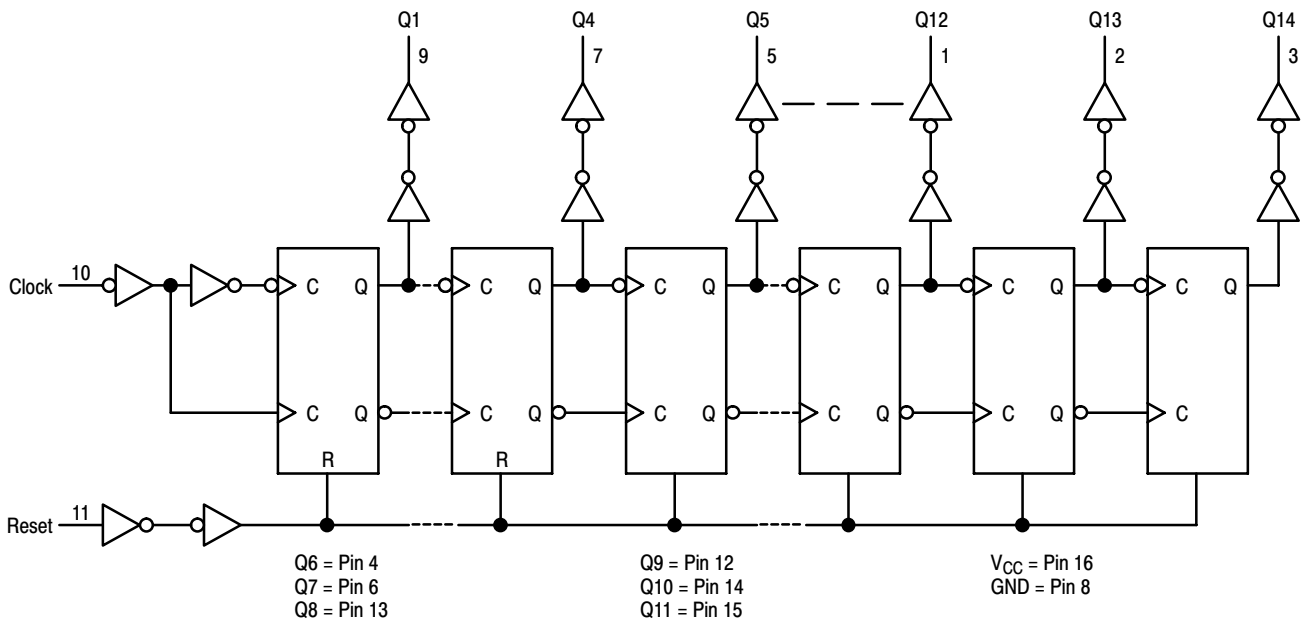 Q1 Q4 Q5 Q12 Q13 Q14
9 7 5 1 2 3
Clock 10 C Q C Q C Q C Q C Q C Q
C Q C Q C Q C Q C Q C
R R
Reset 11
Q6 = Pin 4
Q7 = Pin 6
Q8 = Pin 13
Q9 = Pin 12
Q10 = Pin 14
Q11 = Pin 15
VCC = Pin 16
GND = Pin 8